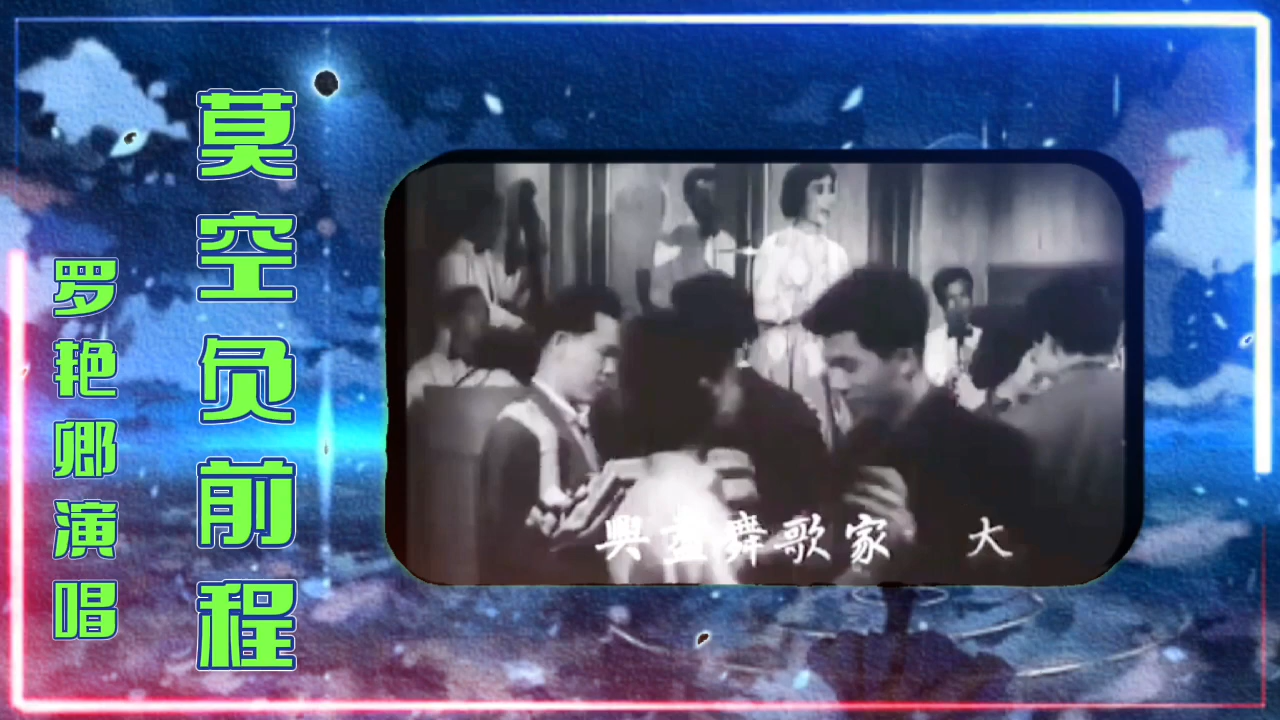 莫空负前程
罗艳卿演唱
大　家歌舞盡興